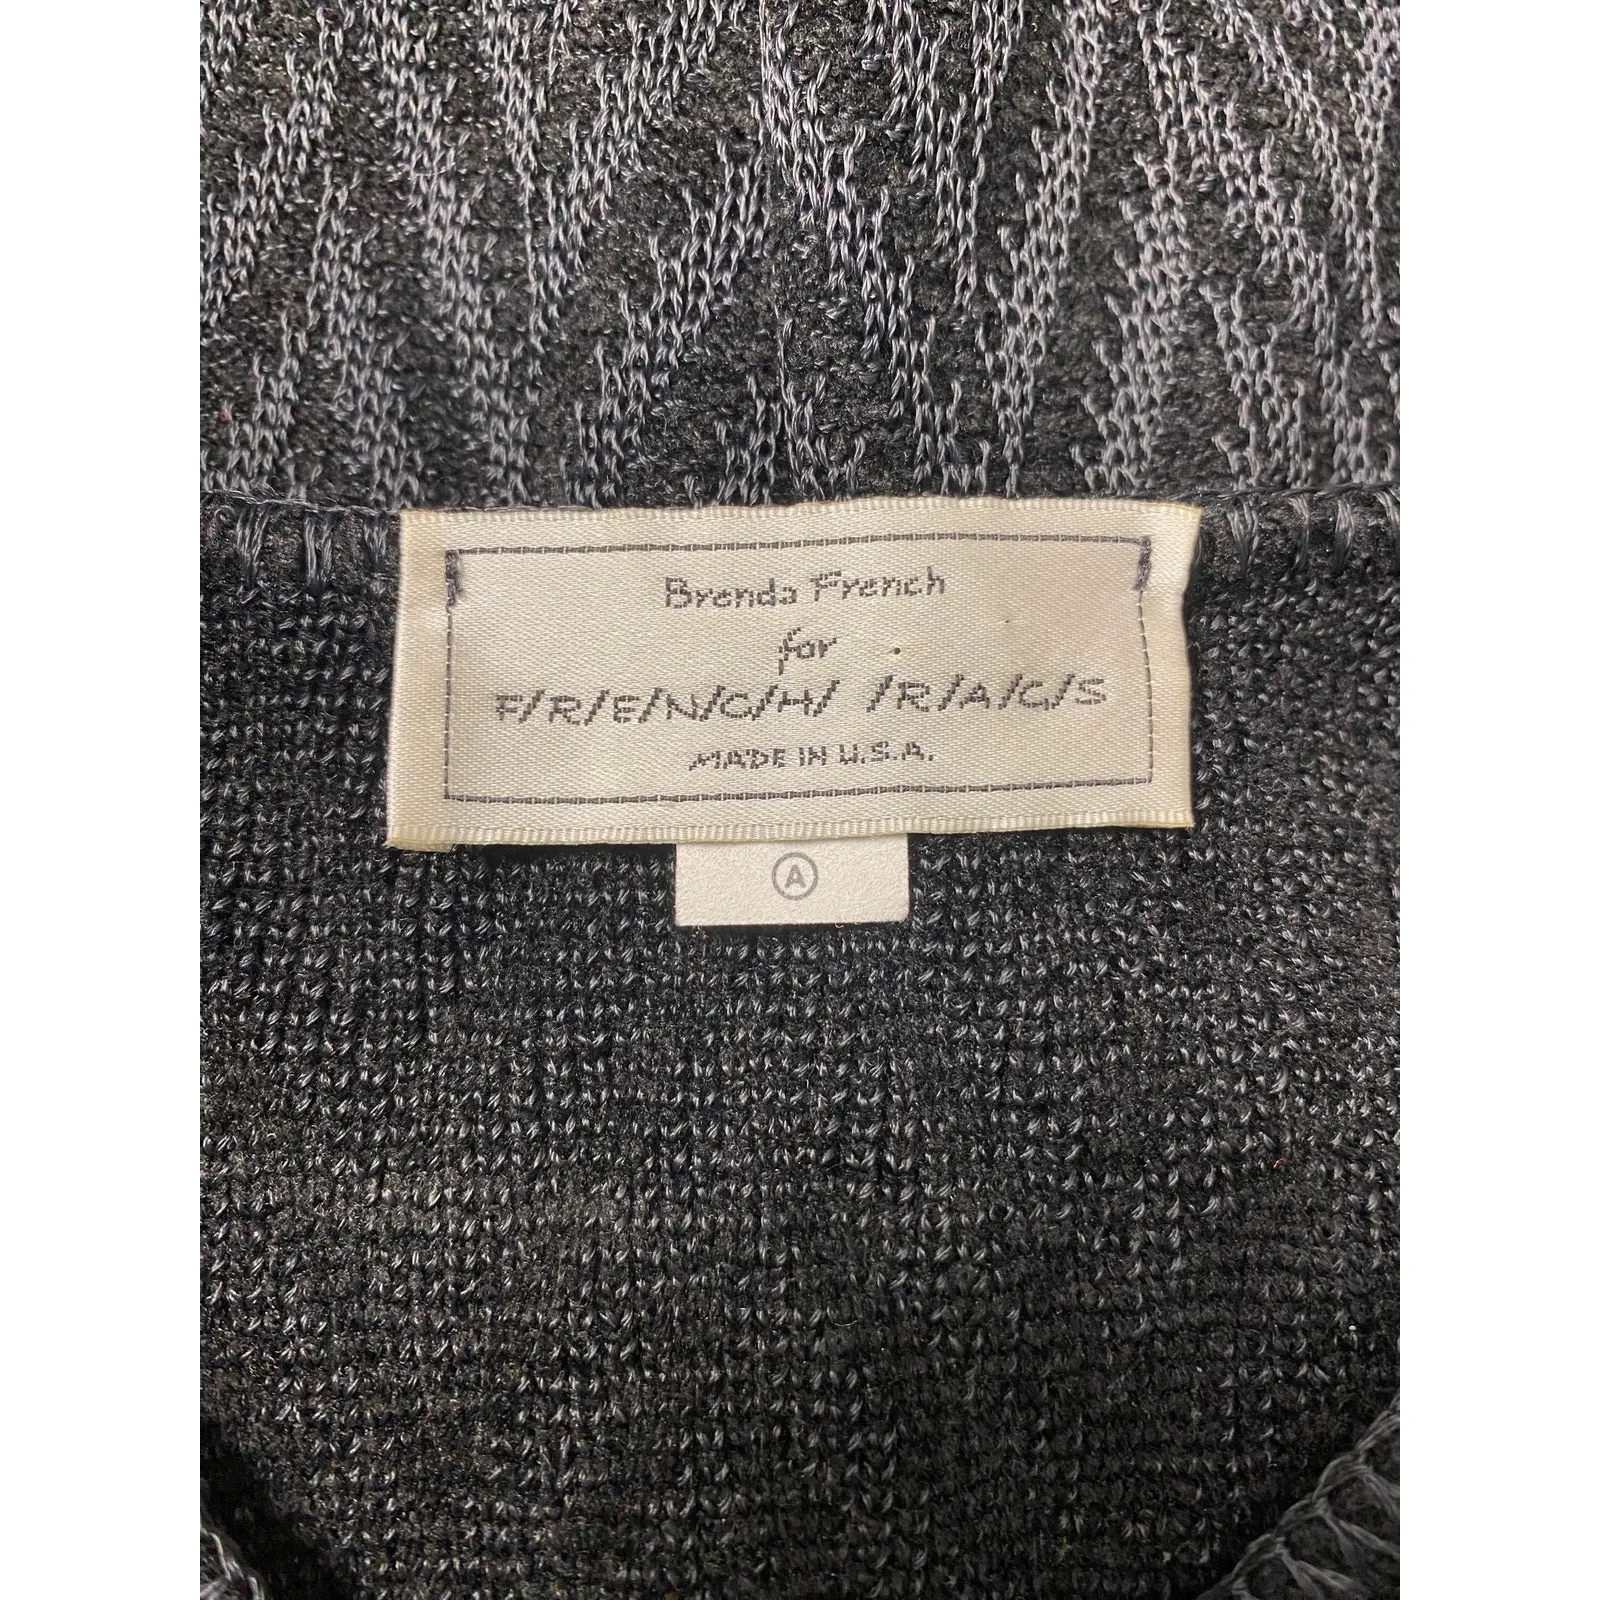 Brenda French
for
F/R/E/N/C/H/ /R/A/G/S
MADE IN U.S.A.
A